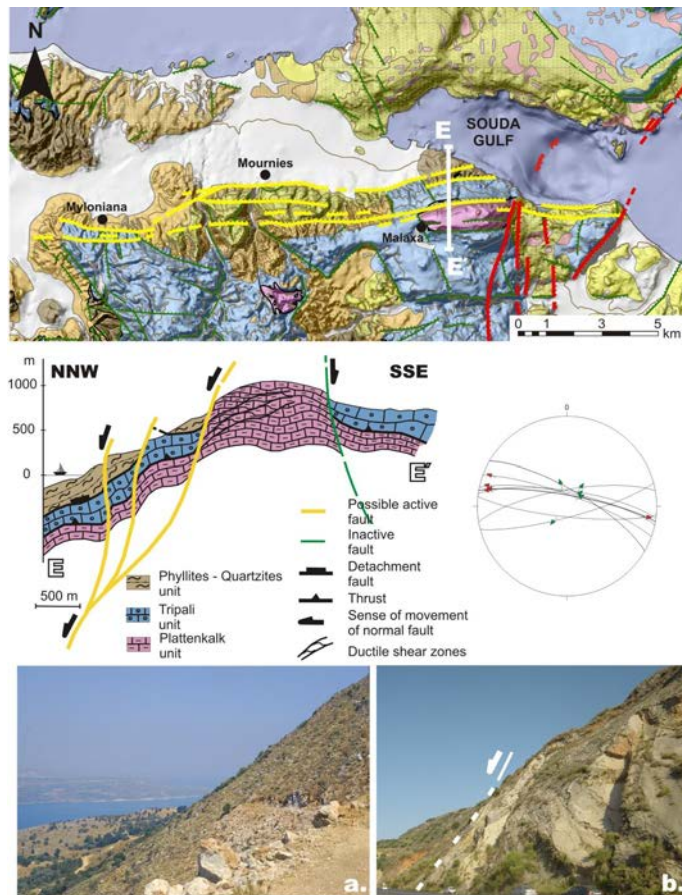 N
SOUDA
GULF
E
Mournies
Myloniana
Malaxa
E'
0 1 3 5
km
m
NNW
SSE
1000
500
0
0
E'
E
500 m
Phyllites - Quartzites
unit
Tripali
unit
Plattenkalk
unit
Possible active
fault
Inactive
fault
Detachment
fault
Thrust
Sense of movement
of normal fault
Ductile shear zones
a.
b.